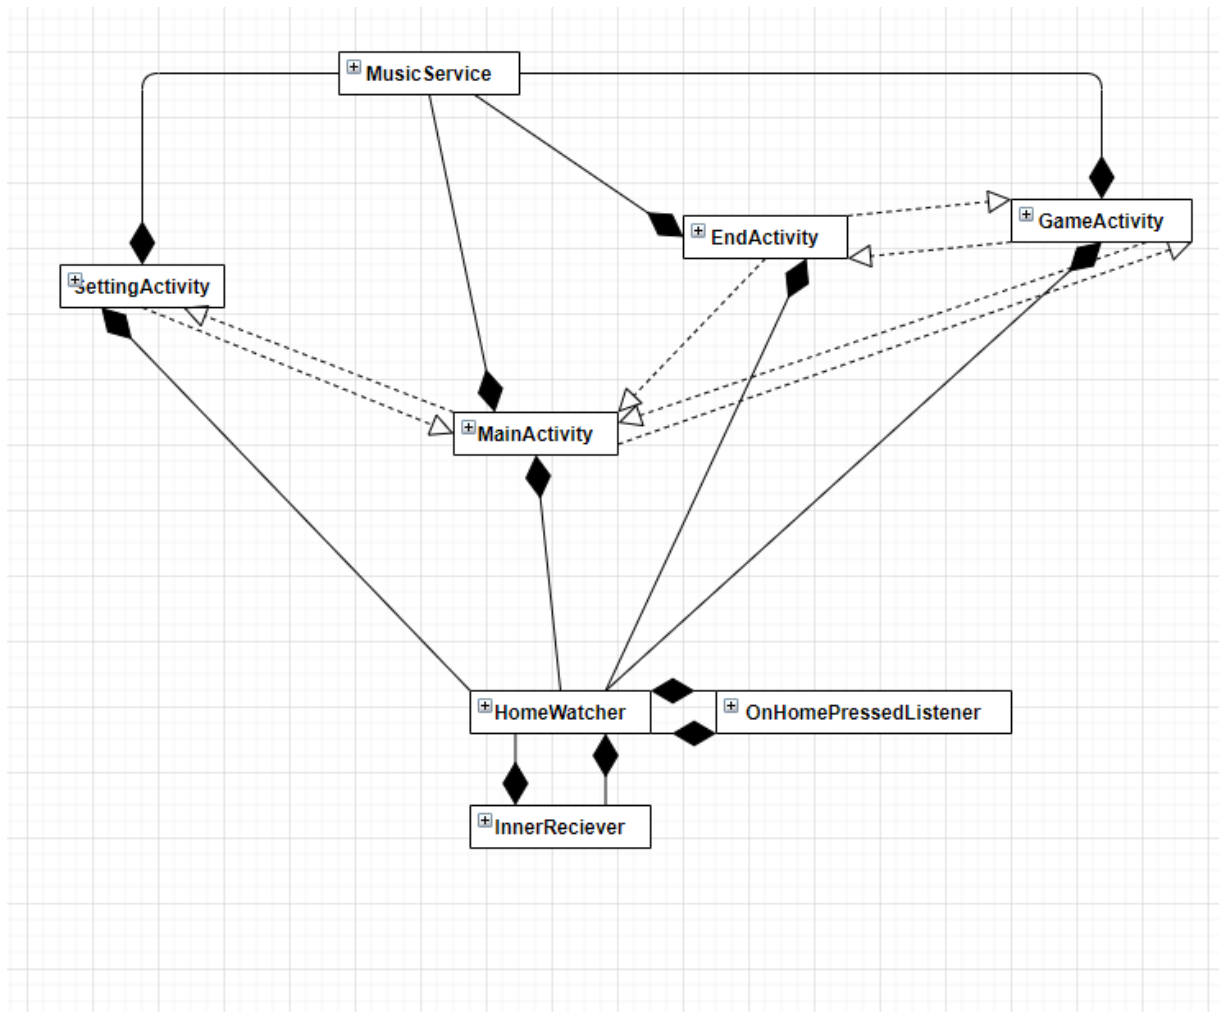 MusicService
GameActivity
EndActivity
SettingActivity
MainActivity
HomeWatcher
OnHomePressedListener
InnerReciever